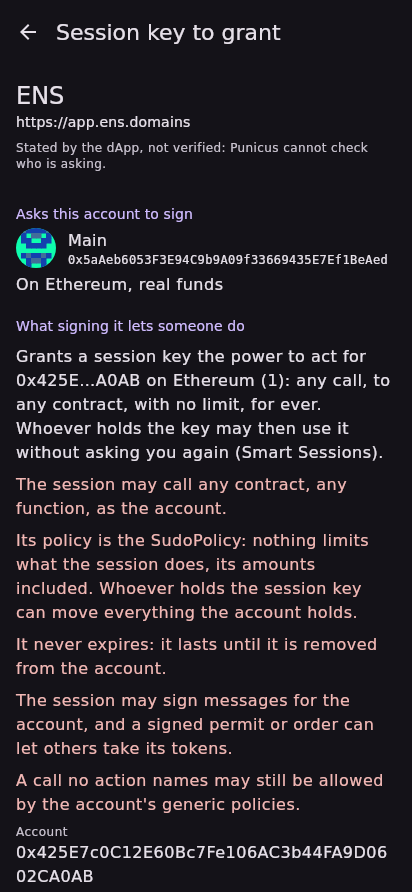 Session key to grant
ENS
https://app.ens.domains
Stated by the dApp, not verified: Punicus cannot check
who is asking.
Asks this account to sign
Main
0x5aAeb6053F3E94C9b9A09f33669435E7Ef1BeAed
On Ethereum, real funds
What signing it lets someone do
Grants a session key the power to act for
0x425E…A0AB on Ethereum (1): any call, to
any contract, with no limit, for ever.
Whoever holds the key may then use it
without asking you again (Smart Sessions).
The session may call any contract, any
function, as the account.
Its policy is the SudoPolicy: nothing limits
what the session does, its amounts
included. Whoever holds the session key
can move everything the account holds.
It never expires: it lasts until it is removed
from the account.
The session may sign messages for the
account, and a signed permit or order can
let others take its tokens.
A call no action names may still be allowed
by the account's generic policies.
Account
0x425E7c0C12E60Bc7Fe106AC3b44FA9D06
02CA0AB